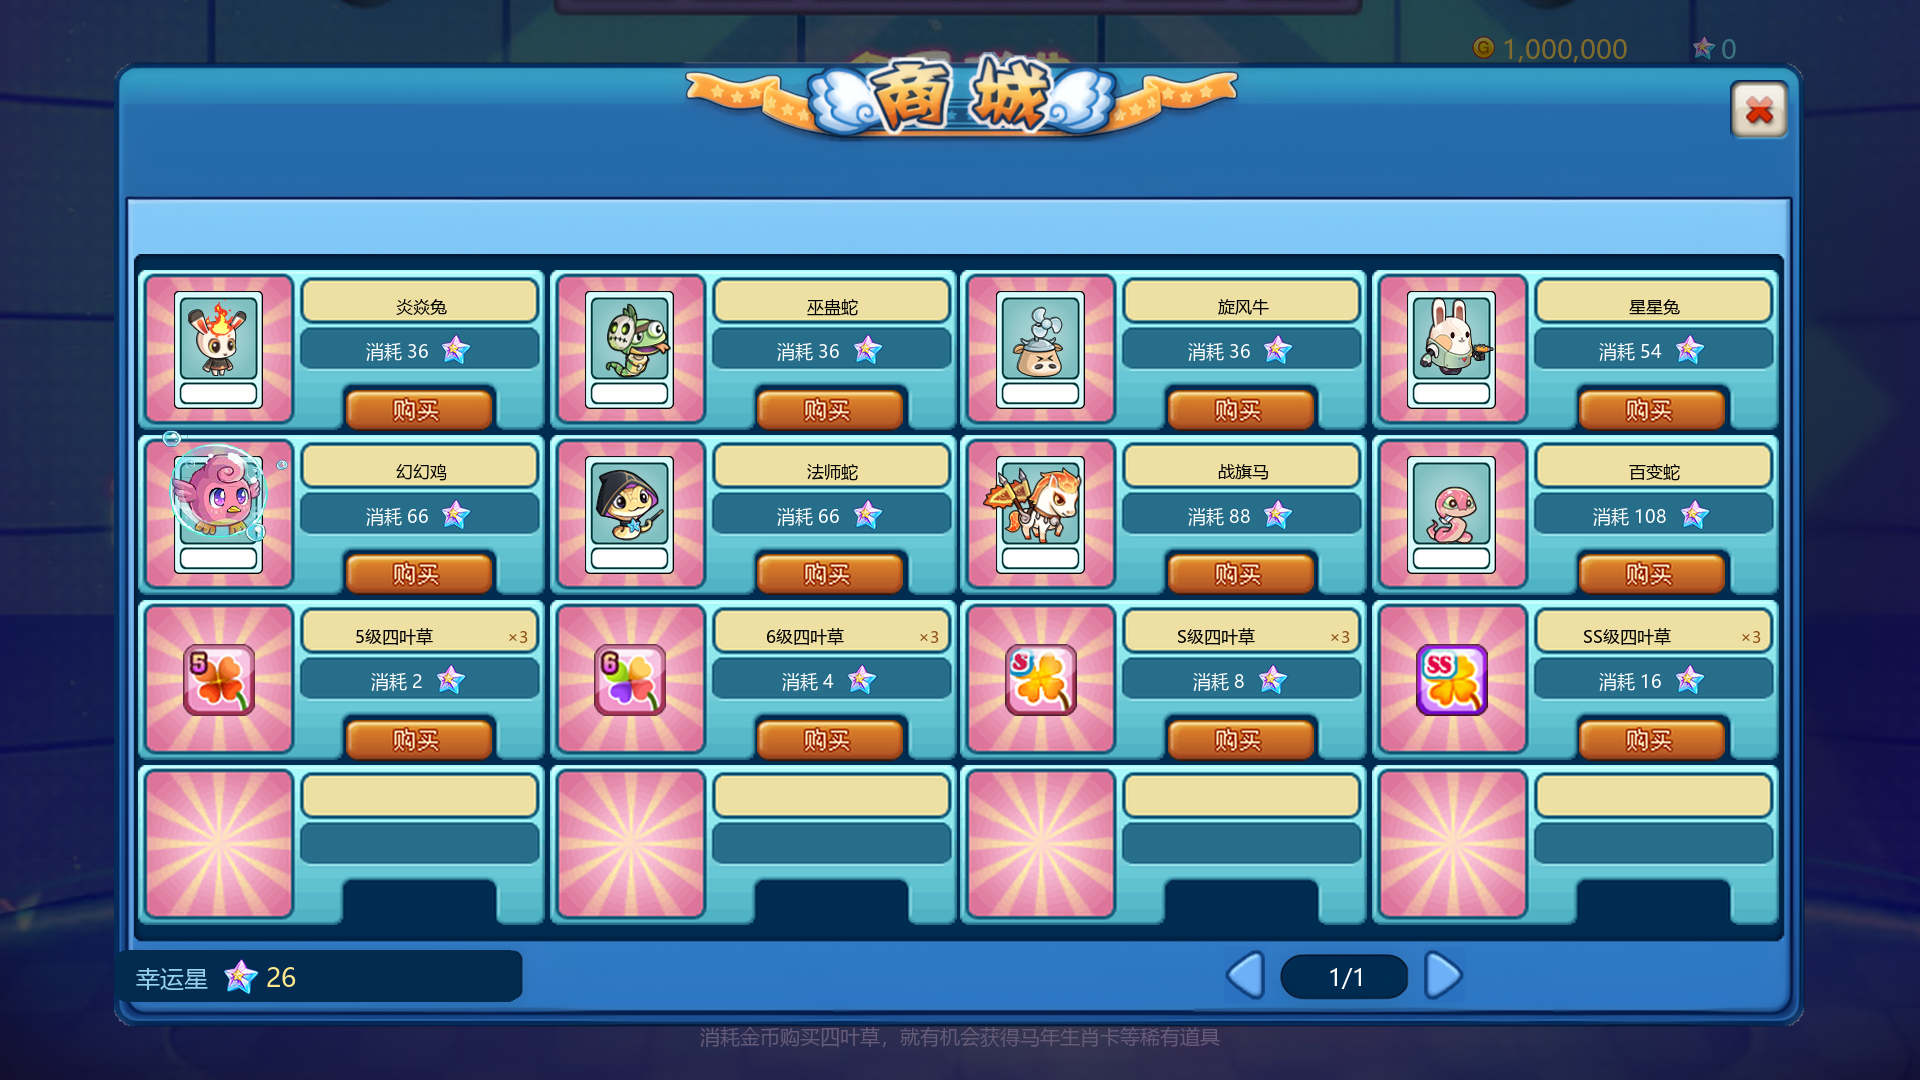 1,000,000
0
商城
炎焱兔
消耗 36
购买
巫蛊蛇
消耗 36
购买
旋风牛
消耗 36
购买
星星兔
消耗 54
购买
幻幻鸡
消耗 66
购买
法师蛇
消耗 66
购买
战旗马
消耗 88
购买
百变蛇
消耗 108
购买
5
5级四叶草 ×3
消耗 2
购买
6
6级四叶草 ×3
消耗 4
购买
S
S级四叶草 ×3
消耗 8
购买
SS
SS级四叶草 ×3
消耗 16
购买
幸运星 26
1/1
消耗金币购买四叶草，就有机会获得马年生肖卡等稀有道具